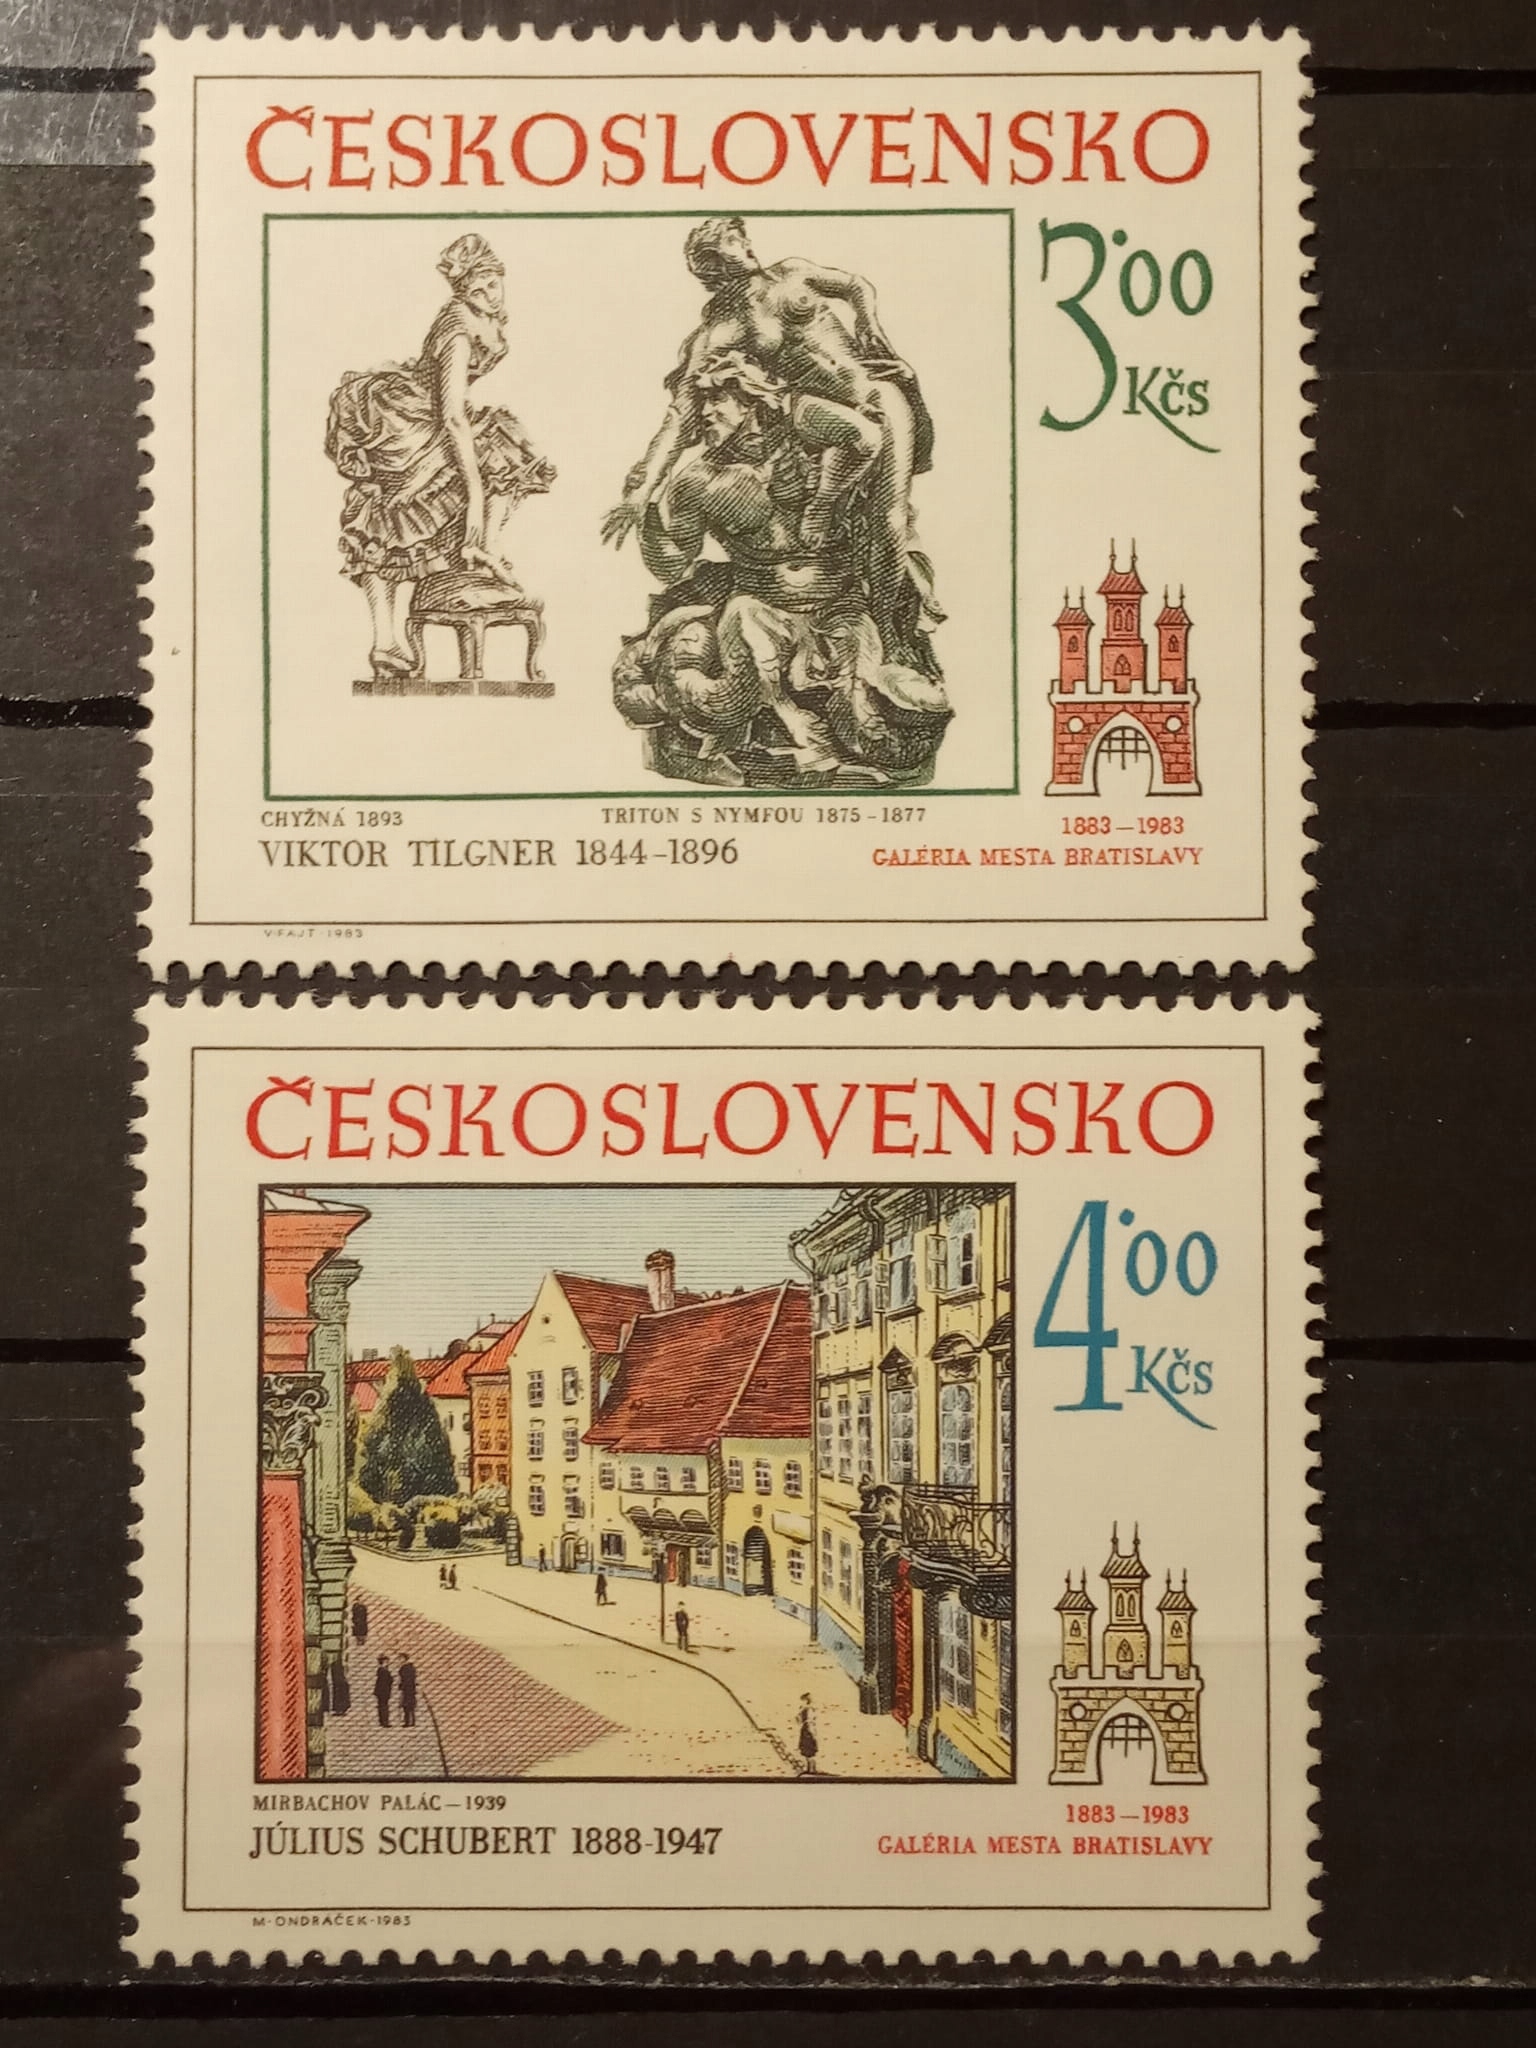 ČESKOSLOVENSKO
3·00
Kčs
CHYŽNÁ 1893
TRITON S NYMFOU 1875-1877
VIKTOR TILGNER 1844-1896
1883-1983
GALÉRIA MESTA BRATISLAVY
V·FAJT·1983
ČESKOSLOVENSKO
4·00
Kčs
MIRBACHOV PALÁC-1939
JÚLIUS SCHUBERT 1888-1947
1883-1983
GALÉRIA MESTA BRATISLAVY
M·ONDRÁČEK·1983